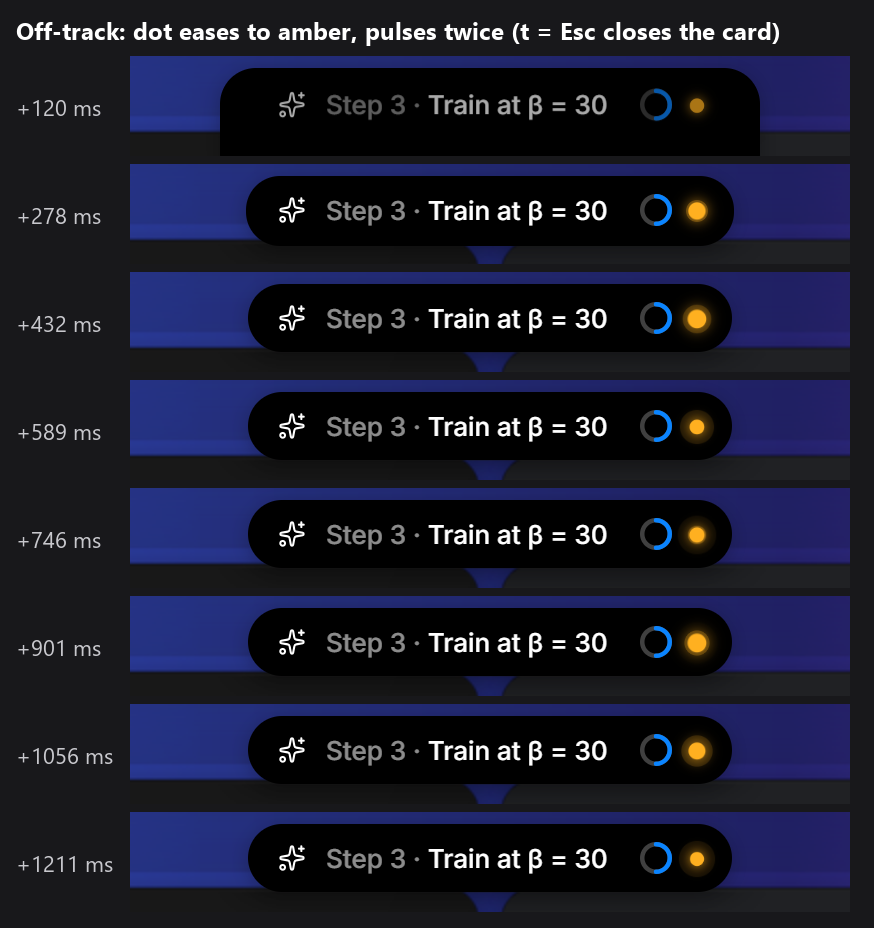 Off-track: dot eases to amber, pulses twice (t = Esc closes the card)
+120 ms Step 3 · Train at β = 30
+278 ms Step 3 · Train at β = 30
+432 ms Step 3 · Train at β = 30
+589 ms Step 3 · Train at β = 30
+746 ms Step 3 · Train at β = 30
+901 ms Step 3 · Train at β = 30
+1056 ms Step 3 · Train at β = 30
+1211 ms Step 3 · Train at β = 30